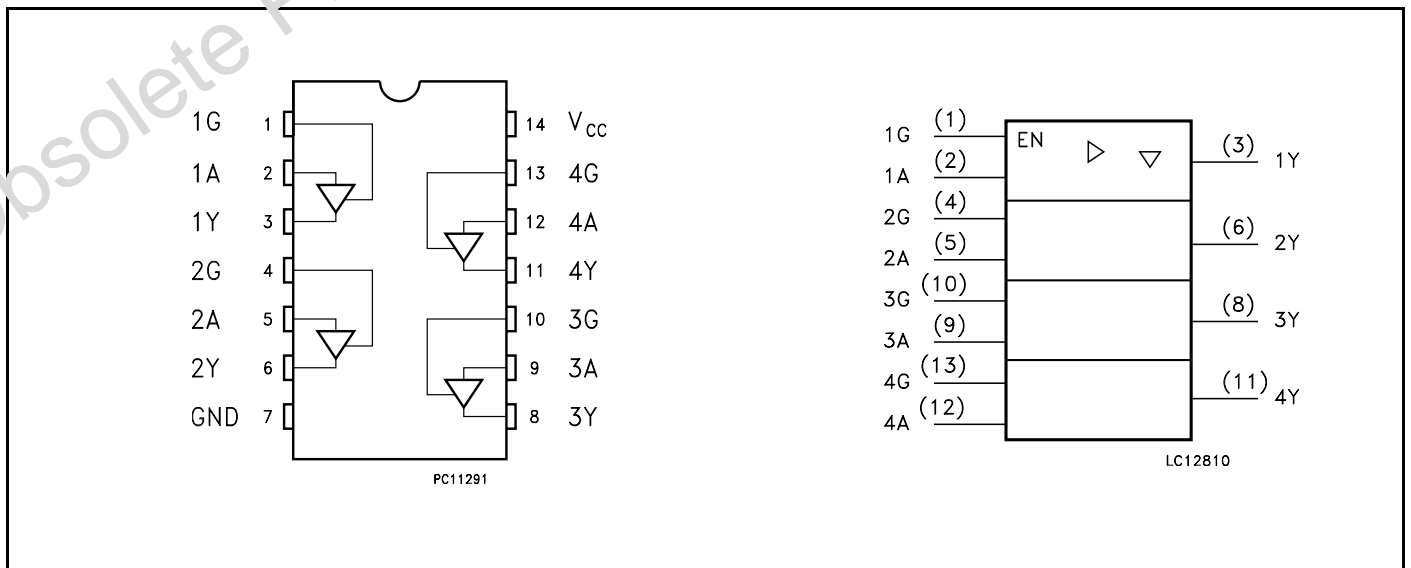 Obsolete
1G 1 14 VCC
1A 2 13 4G
1Y 3 12 4A
2G 4 11 4Y
2A 5 10 3G
2Y 6 9 3A
GND 7 8 3Y
PC11291
1G (1) EN
(3) 1Y
1A (2)
2G (4)
(6) 2Y
2A (5)
3G (10)
(8) 3Y
3A (9)
4G (13)
(11) 4Y
4A (12)
LC12810